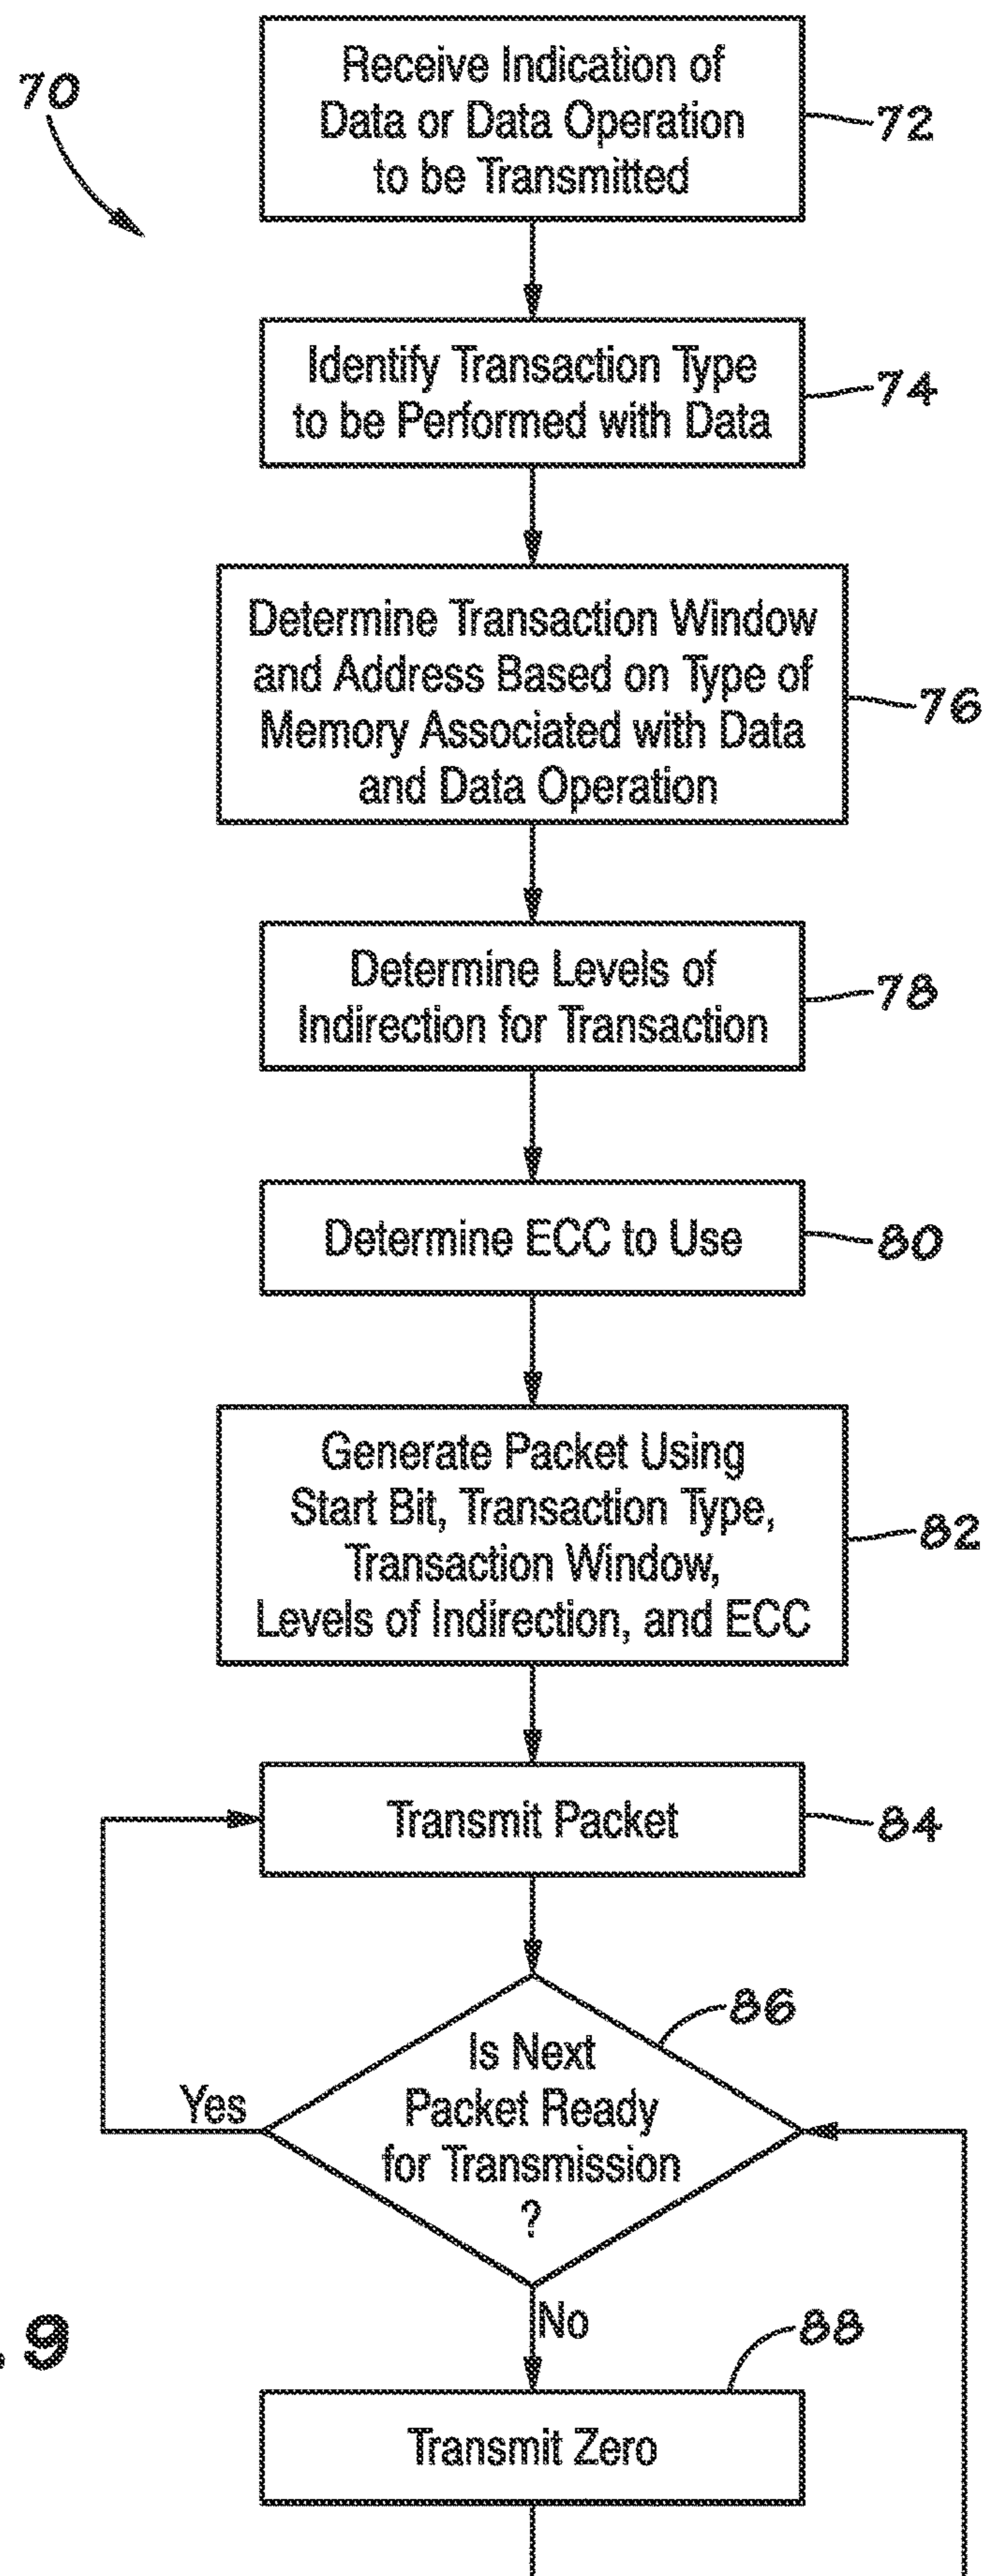 70
Receive Indication of
Data or Data Operation
to be Transmitted
72
Identify Transaction Type
to be Performed with Data
74
Determine Transaction Window
and Address Based on Type of
Memory Associated with Data
and Data Operation
76
Determine Levels of
Indirection for Transaction
78
Determine ECC to Use
80
Generate Packet Using
Start Bit, Transaction Type,
Transaction Window,
Levels of Indirection, and ECC
82
Transmit Packet
84
86
Is Next
Packet Ready
for Transmission
?
Yes
No
88
. 9
Transmit Zero